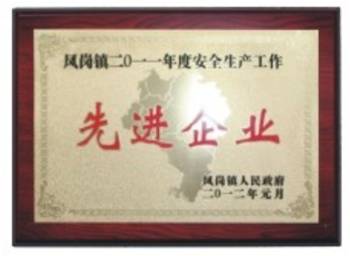 凤岗镇二〇一一年度安全生产工作
先进企业
凤岗镇人民政府
二〇一二年元月